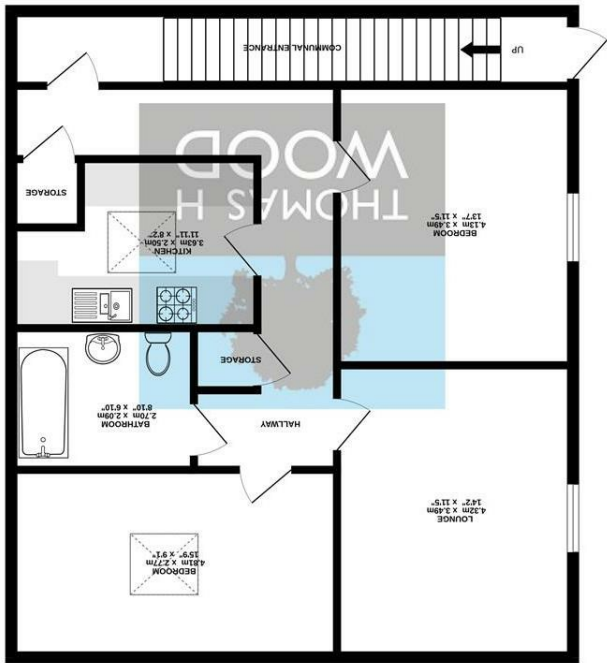 BEDROOM
4.81m x 2.77m
15'9" x 9'1"
LOUNGE
4.32m x 3.49m
14'2" x 11'5"
HALLWAY
BATHROOM
2.70m x 2.09m
8'10" x 6'10"
STORAGE
KITCHEN
3.63m x 2.50m
11'11" x 8'2"
BEDROOM
4.13m x 3.49m
13'7" x 11'5"
STORAGE
THOMAS H
WOOD
UP
COMMUNAL ENTRANCE